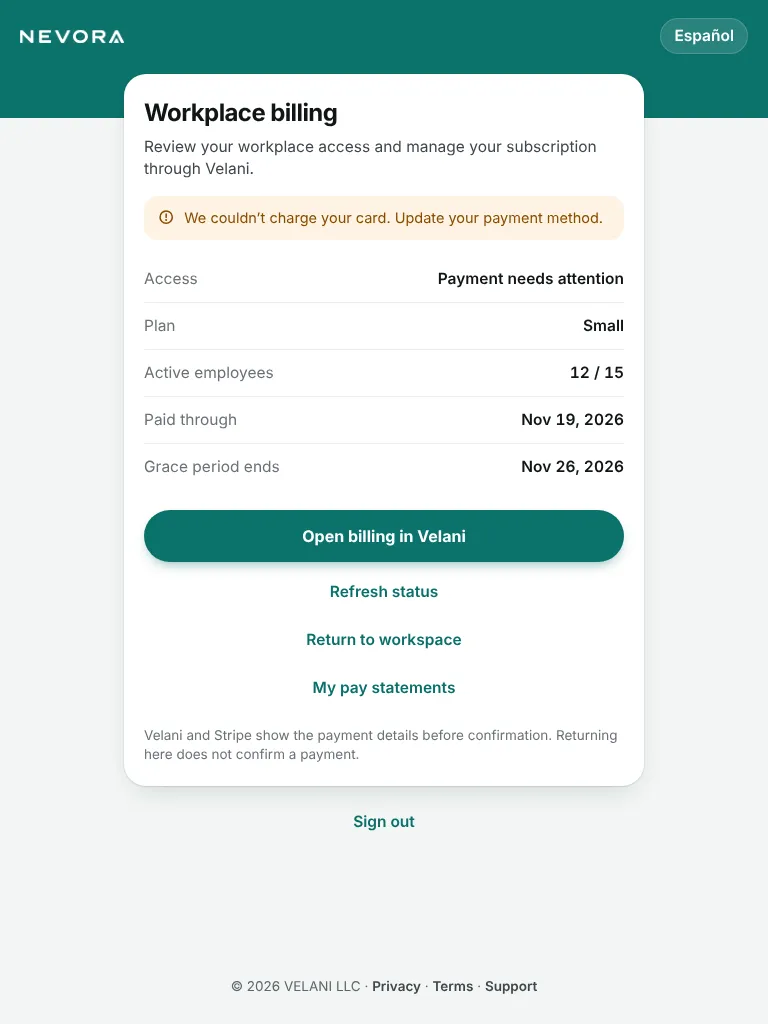 NEVORA
Español
Workplace billing
Review your workplace access and manage your subscription
through Velani.
We couldn’t charge your card. Update your payment method.
Access Payment needs attention
Plan Small
Active employees 12 / 15
Paid through Nov 19, 2026
Grace period ends Nov 26, 2026
Open billing in Velani
Refresh status
Return to workspace
My pay statements
Velani and Stripe show the payment details before confirmation. Returning
here does not confirm a payment.
Sign out
© 2026 VELANI LLC · Privacy · Terms · Support